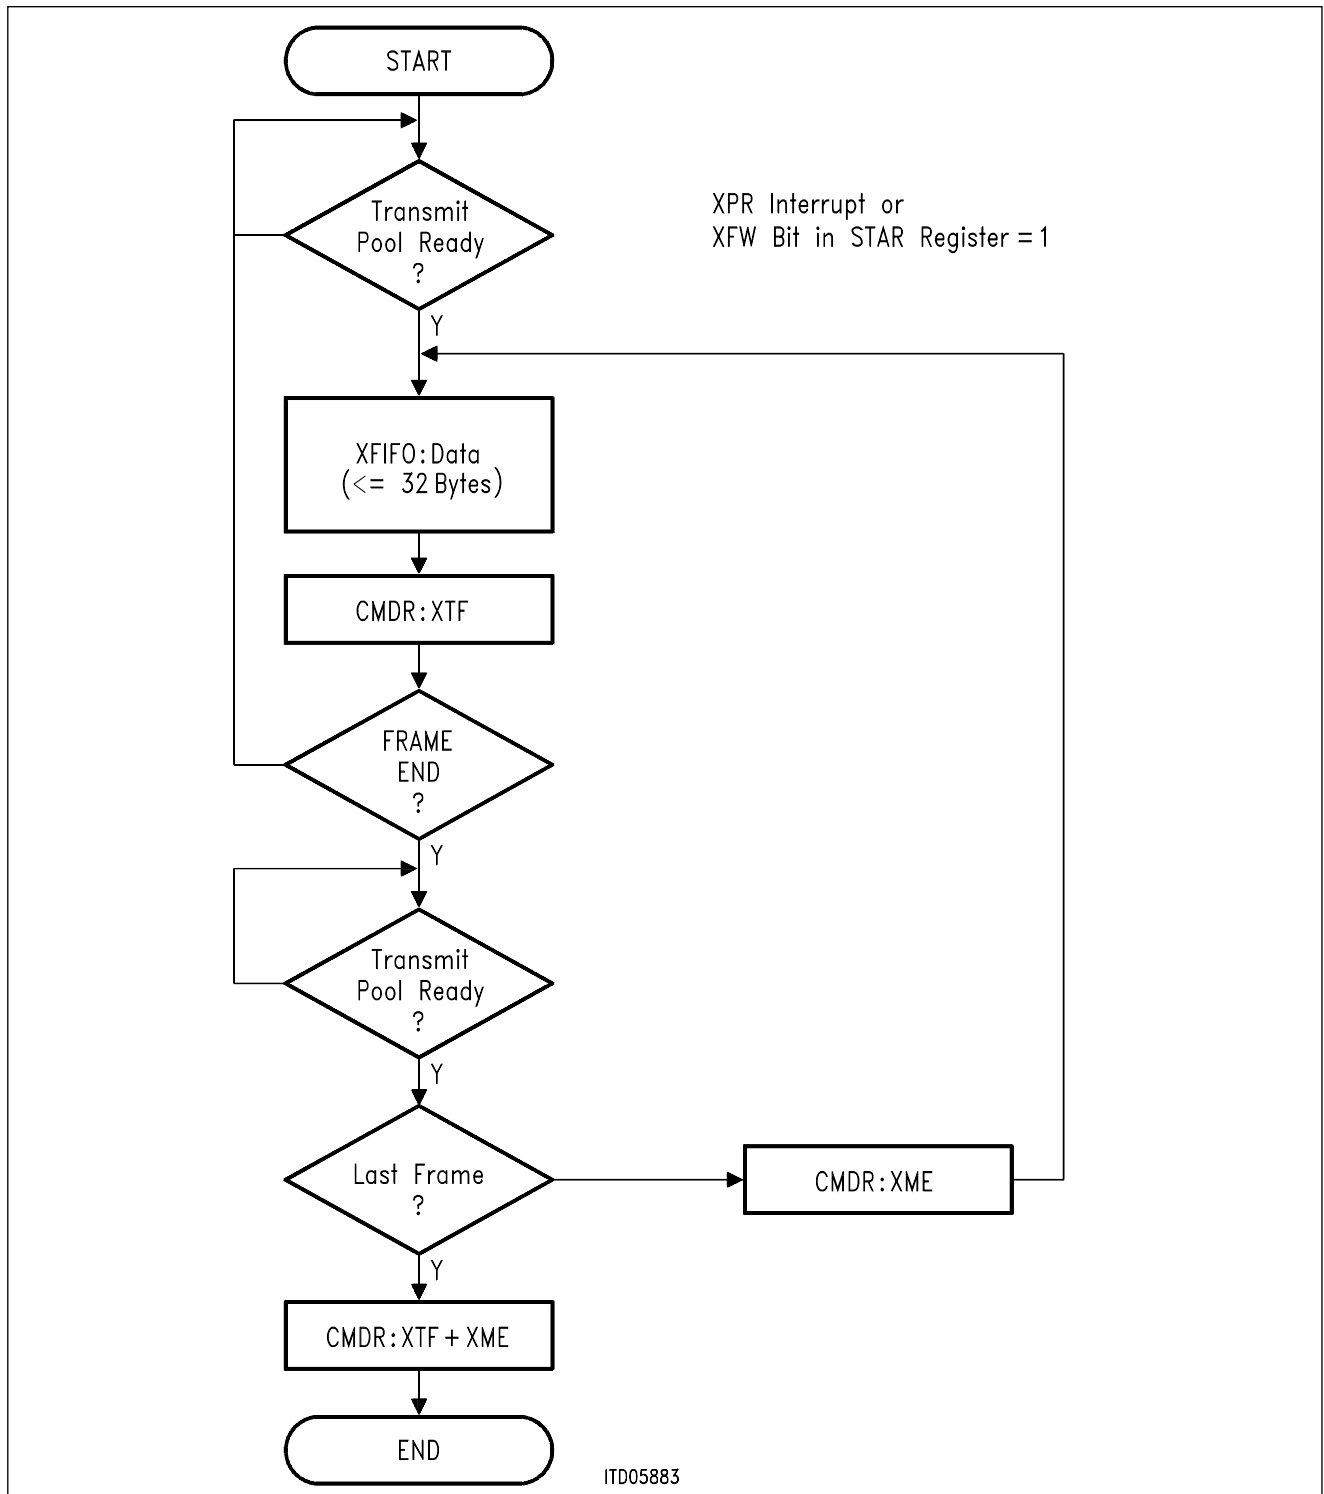 START
Transmit
Pool Ready
?
XPR Interrupt or
XFW Bit in STAR Register = 1
Y
XFIFO:Data
(<= 32 Bytes)
CMDR:XTF
FRAME
END
?
Y
Transmit
Pool Ready
?
Y
Last Frame
?
CMDR:XME
Y
CMDR:XTF + XME
END
ITD05883